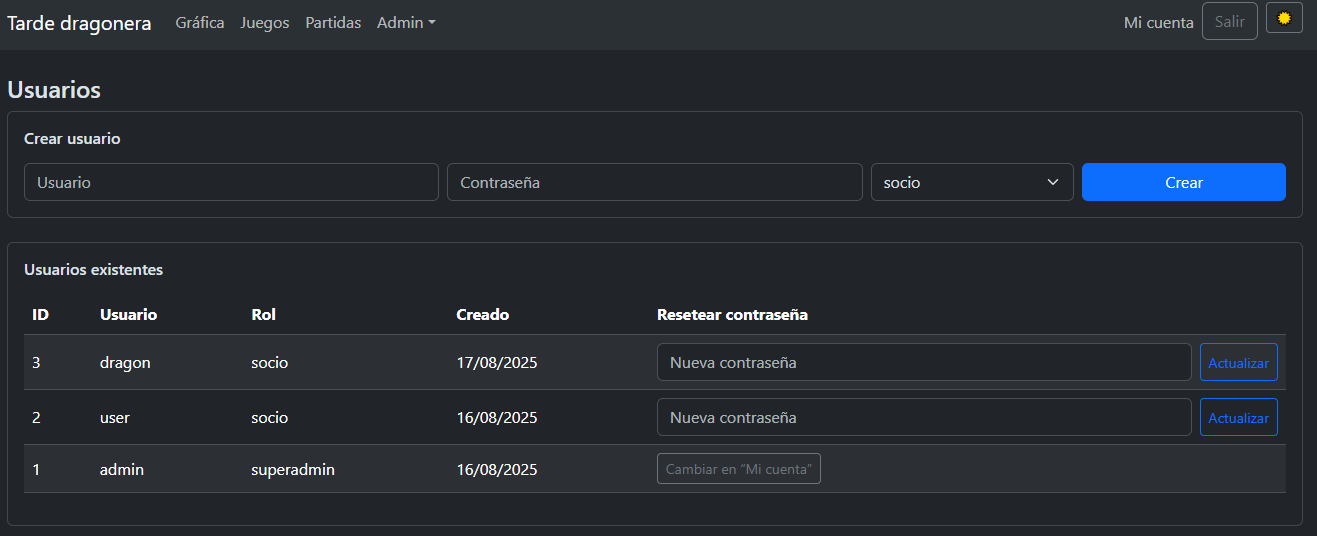 Tarde dragonera Gráfica Juegos Partidas Admin Mi cuenta Salir
Usuarios
Crear usuario
Usuario Contraseña socio Crear
Usuarios existentes
ID Usuario Rol Creado Resetear contraseña
3 dragon socio 17/08/2025 Nueva contraseña Actualizar
2 user socio 16/08/2025 Nueva contraseña Actualizar
1 admin superadmin 16/08/2025 Cambiar en “Mi cuenta”